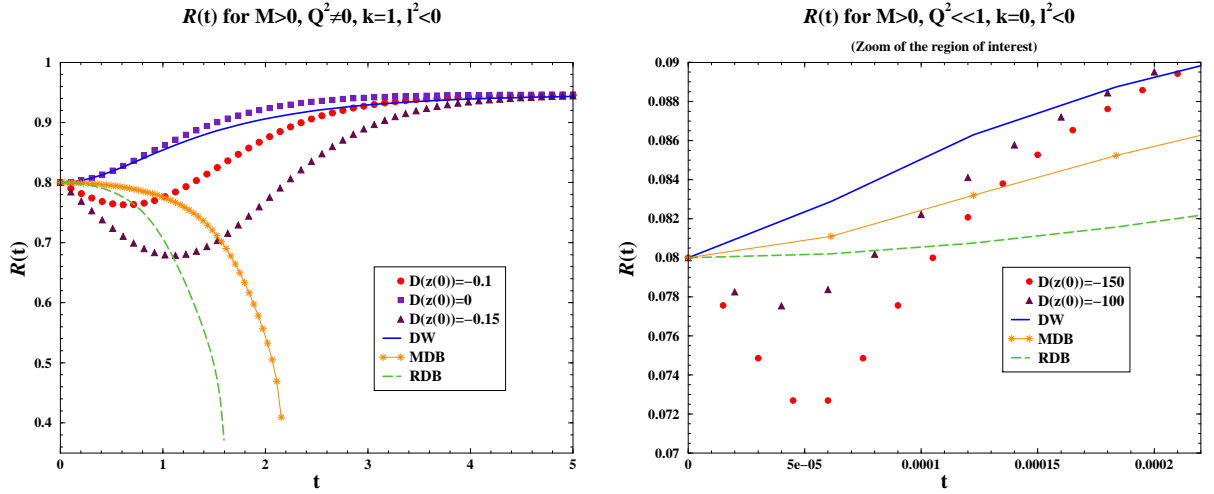 R(t) for M>0, Q²≠0, k=1, l²<0
1
0.9
0.8
0.7
0.6
0.5
0.4
R(t)
0
1
2
3
4
5
t
D(z(0))=−0.1
D(z(0))=0
D(z(0))=−0.15
DW
MDB
RDB
R(t) for M>0, Q²<<1, k=0, l²<0
(Zoom of the region of interest)
0.09
0.088
0.086
0.084
0.082
0.08
0.078
0.076
0.074
0.072
0.07
R(t)
0
5e−05
0.0001
0.00015
0.0002
t
D(z(0))=−150
D(z(0))=−100
DW
MDB
RDB